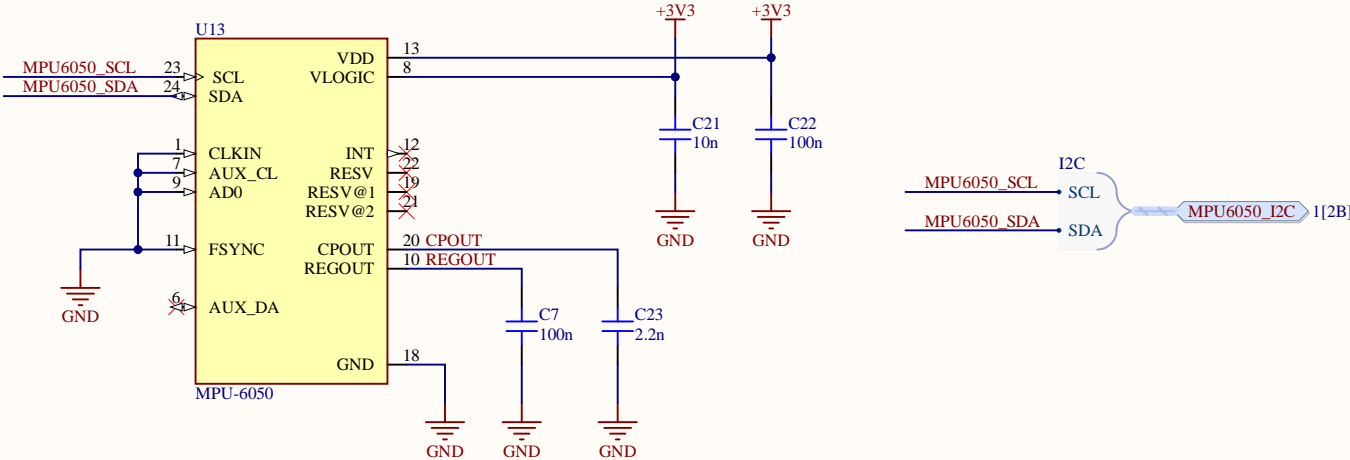 +3V3
+3V3
U13
VDD 13
VLOGIC 8
MPU6050_SCL 23 SCL
MPU6050_SDA 24 SDA
C21
10n
C22
100n
1 CLKIN
7 AUX_CL
9 AD0
INT 12
RESV 22
RESV@1 19
RESV@2 21
GND
GND
11 FSYNC
CPOUT 20 CPOUT
REGOUT 10 REGOUT
GND
6 AUX_DA
C7
100n
C23
2.2n
GND 18
MPU-6050
GND
GND
GND
I2C
MPU6050_SCL SCL
MPU6050_SDA SDA
MPU6050_I2C 1[2B]